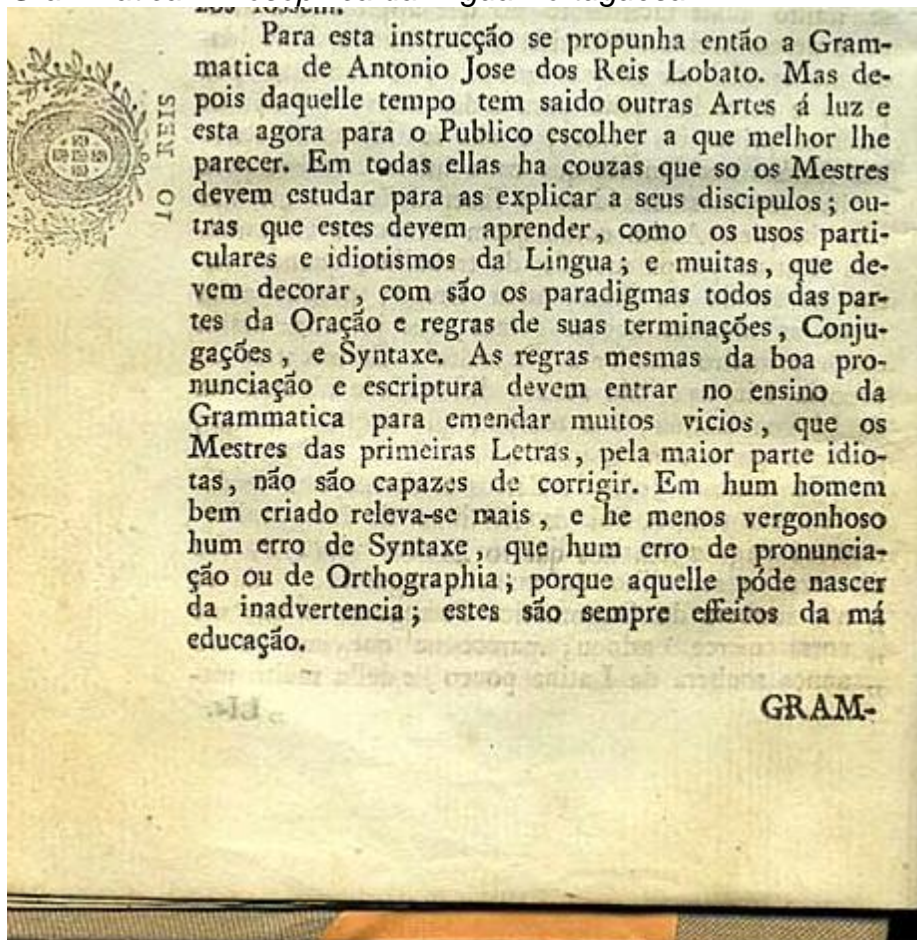 Para esta instrucção se propunha então a Gram-
matica de Antonio Jose dos Reis Lobato. Mas de-
pois daquelle tempo tem saido outras Artes á luz e
esta agora para o Publico escolher a que melhor lhe
parecer. Em todas ellas ha couzas que so os Mestres
devem estudar para as explicar a seus discipulos; ou-
tras que estes devem aprender, como os usos parti-
culares e idiotismos da Lingua; e muitas, que de-
vem decorar, com são os paradigmas todos das par-
tes da Oração e regras de suas terminações, Conju-
gações, e Syntaxe. As regras mesmas da boa pro-
nunciação e escriptura devem entrar no ensino da
Grammatica para emendar muitos vicios, que os
Mestres das primeiras Letras, pela maior parte idio-
tas, não são capazes de corrigir. Em hum homem
bem criado releva-se mais, e he menos vergonhoso
hum erro de Syntaxe, que hum erro de pronuncia-
ção ou de Orthographia; porque aquelle póde nascer
da inadvertencia; estes são sempre effeitos da má
educação.
GRAM-
10 REIS